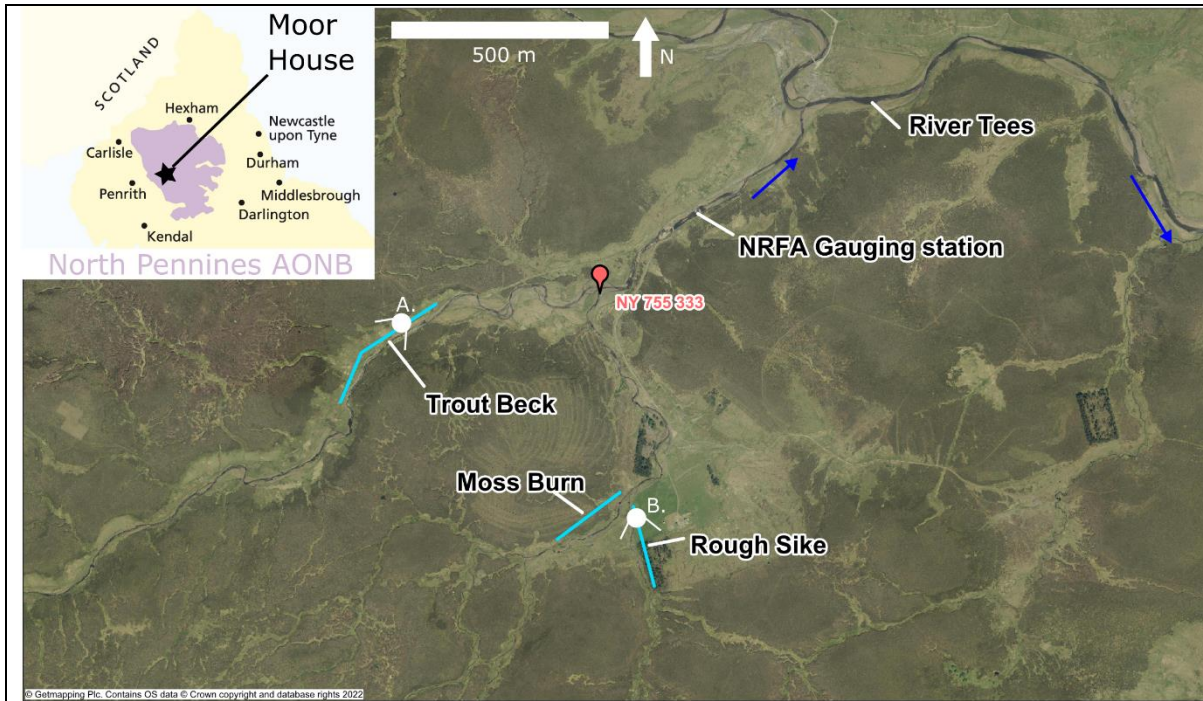 Moor
House
SCOTLAND
Hexham
Newcastle
upon Tyne
Carlisle
Durham
Penrith
Middlesbrough
Darlington
Kendal
North Pennines AONB
500 m
N
River Tees
NRFA Gauging station
NY 755 333
A.
Trout Beck
Moss Burn
B.
Rough Sike
© Getmapping Plc. Contains OS data © Crown copyright and database rights 2022